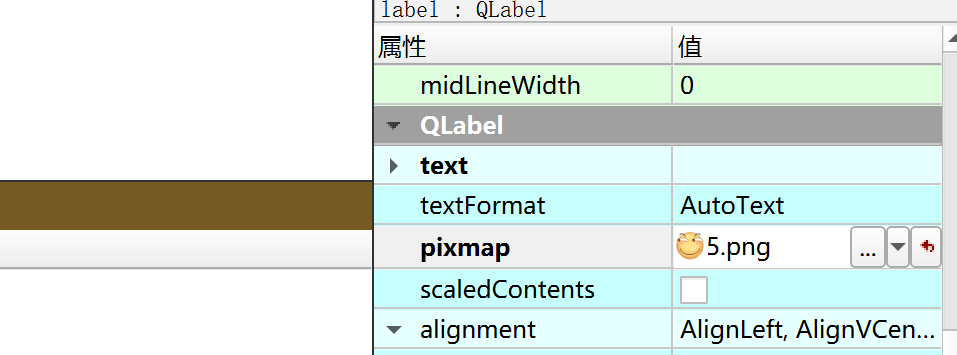 label : QLabel
属性 值
midLineWidth 0
QLabel
text
textFormat AutoText
pixmap 5.png ...
scaledContents
alignment AlignLeft, AlignVCen...